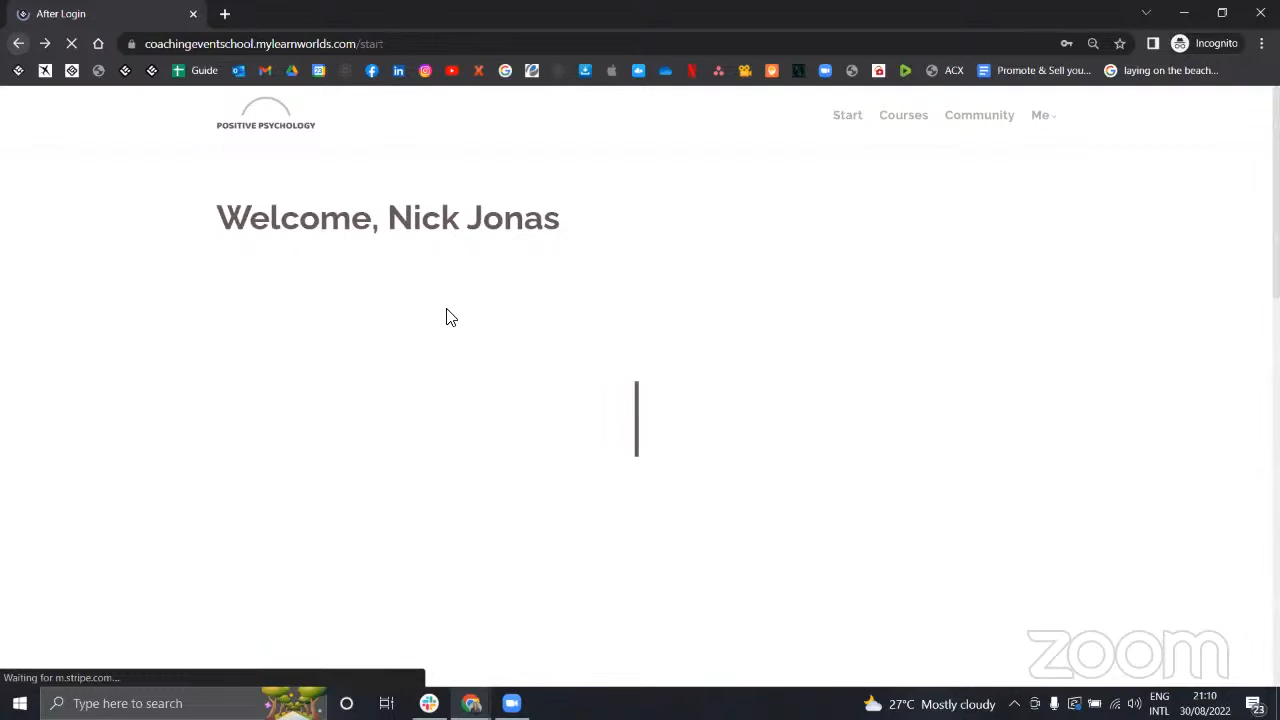 After Login
coachingeventschool.mylearnworlds.com/start
Incognito
Guide
ACX
Promote & Sell you...
laying on the beach...
POSITIVE PSYCHOLOGY
Start
Courses
Community
Me
Welcome, Nick Jonas
zoom
Waiting for m.stripe.com...
Type here to search
27°C Mostly cloudy
ENG
INTL
21:10
30/08/2022
23